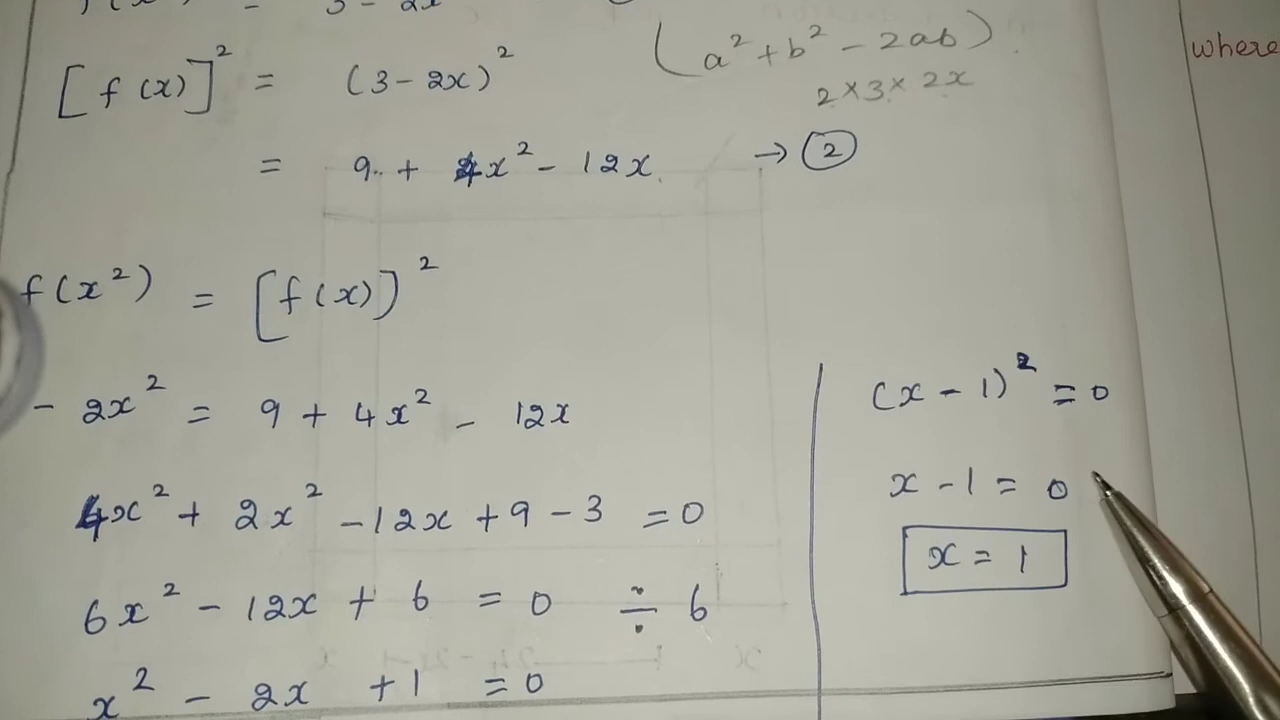 = 3 - 2x
[f(x)]² = (3 - 2x)²
(a² + b² - 2ab)
2 × 3 × 2x
= 9 + 4x² - 12x → ②
f(x²) = [f(x)]²
- 2x² = 9 + 4x² - 12x
4x² + 2x² - 12x + 9 - 3 = 0
6x² - 12x + 6 = 0 ÷ 6
x² - 2x + 1 = 0
(x - 1)² = 0
x - 1 = 0
x = 1
where